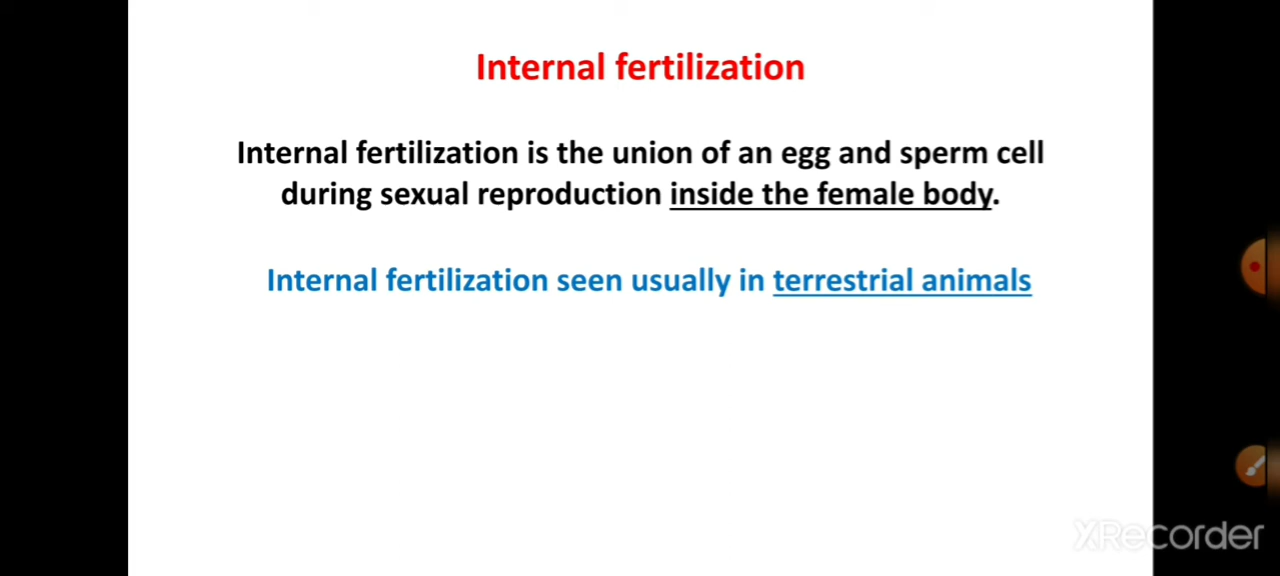 Internal fertilization
Internal fertilization is the union of an egg and sperm cell
during sexual reproduction inside the female body.
Internal fertilization seen usually in terrestrial animals
XRecorder